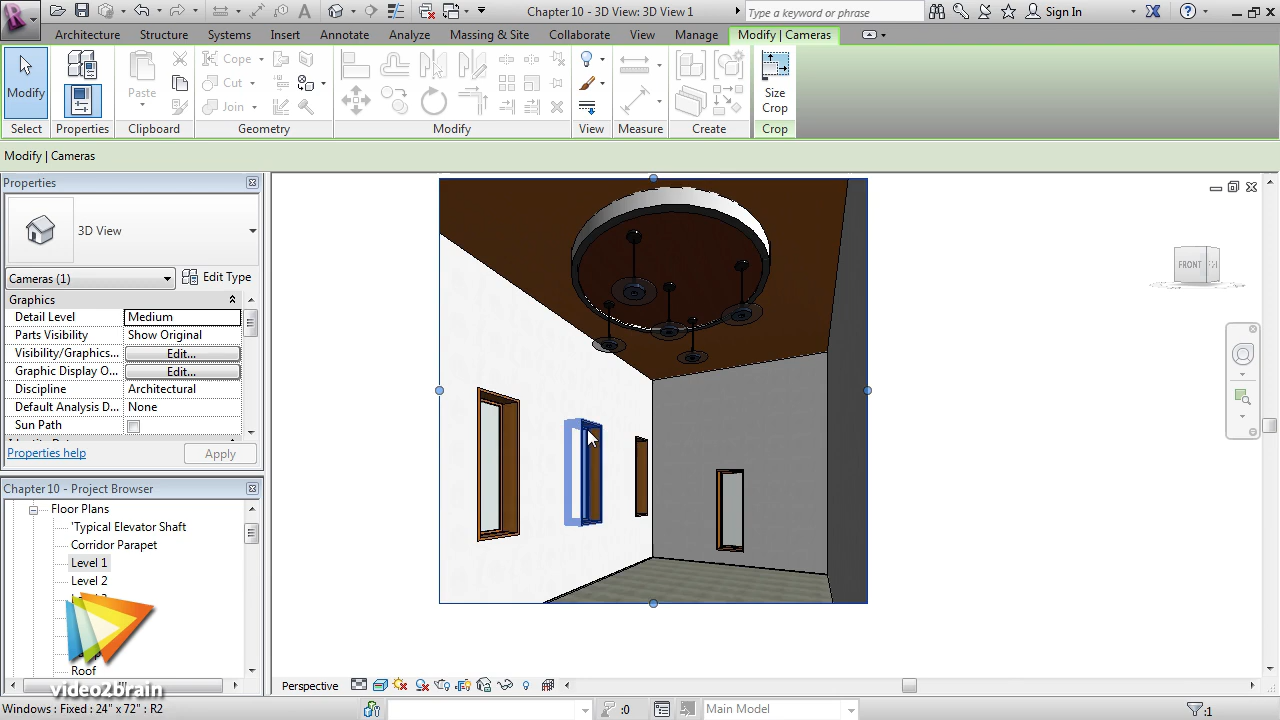 Chapter 10 - 3D View: 3D View 1
Type a keyword or phrase
Sign In
Architecture Structure Systems Insert Annotate Analyze Massing & Site Collaborate View Manage Modify | Cameras
Modify
Select
Properties
Paste
Clipboard
Cope
Cut
Join
Geometry
Modify
View
Measure
Create
Size
Crop
Crop
Modify | Cameras
Properties
3D View
Cameras (1)
Edit Type
Graphics
Detail Level Medium
Parts Visibility Show Original
Visibility/Graphics... Edit...
Graphic Display O... Edit...
Discipline Architectural
Default Analysis D... None
Sun Path
Properties help
Apply
Chapter 10 - Project Browser
Floor Plans
'Typical Elevator Shaft
Corridor Parapet
Level 1
Level 2
Roof
video2brain
FRONT
Perspective
Windows : Fixed : 24" x 72" : R2
:0
Main Model
:1